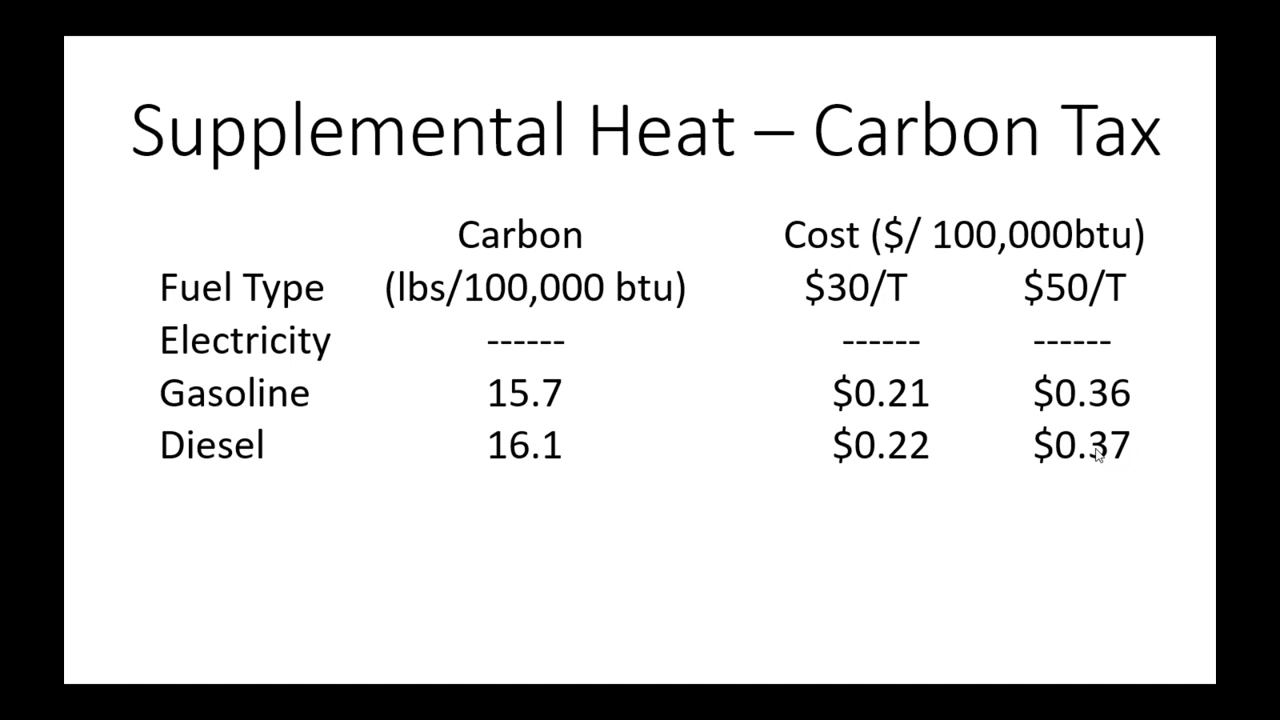 Supplemental Heat – Carbon Tax
Carbon Cost ($/ 100,000btu)
Fuel Type (lbs/100,000 btu) $30/T $50/T
Electricity ------ ------ ------
Gasoline 15.7 $0.21 $0.36
Diesel 16.1 $0.22 $0.37